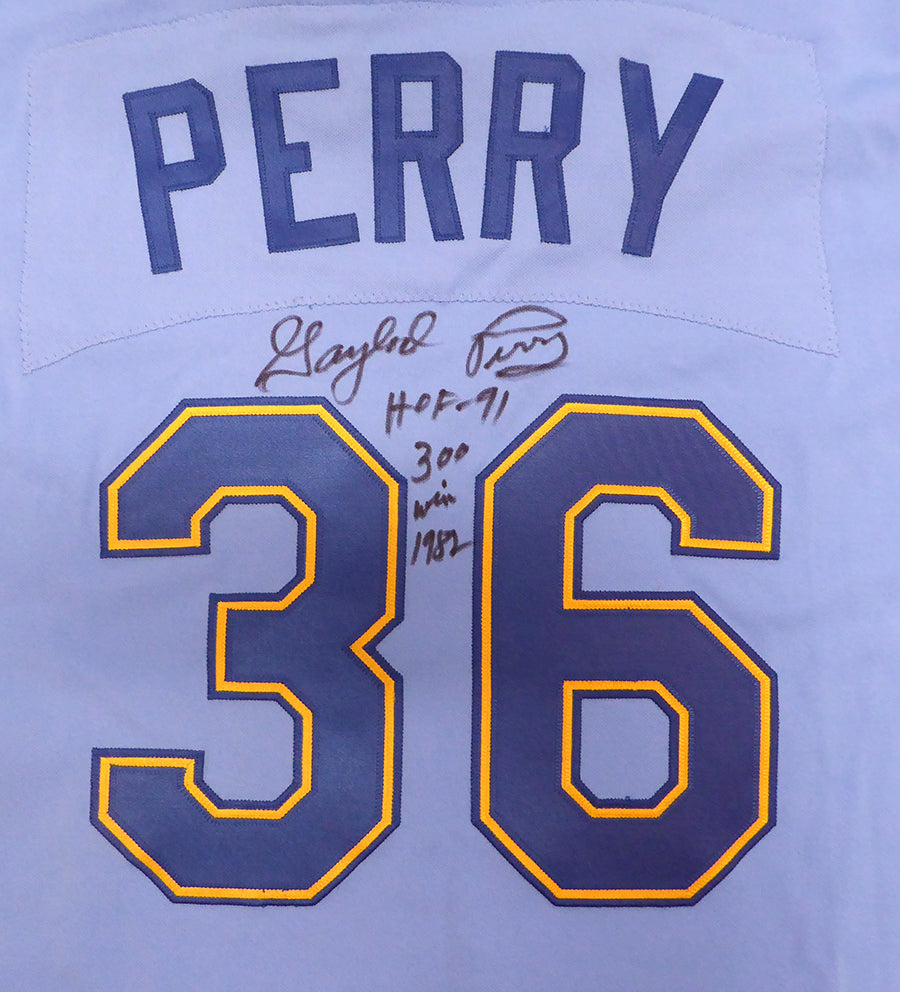 PERRY
Gaylord Perry
HOF-91
300
win
1982
36